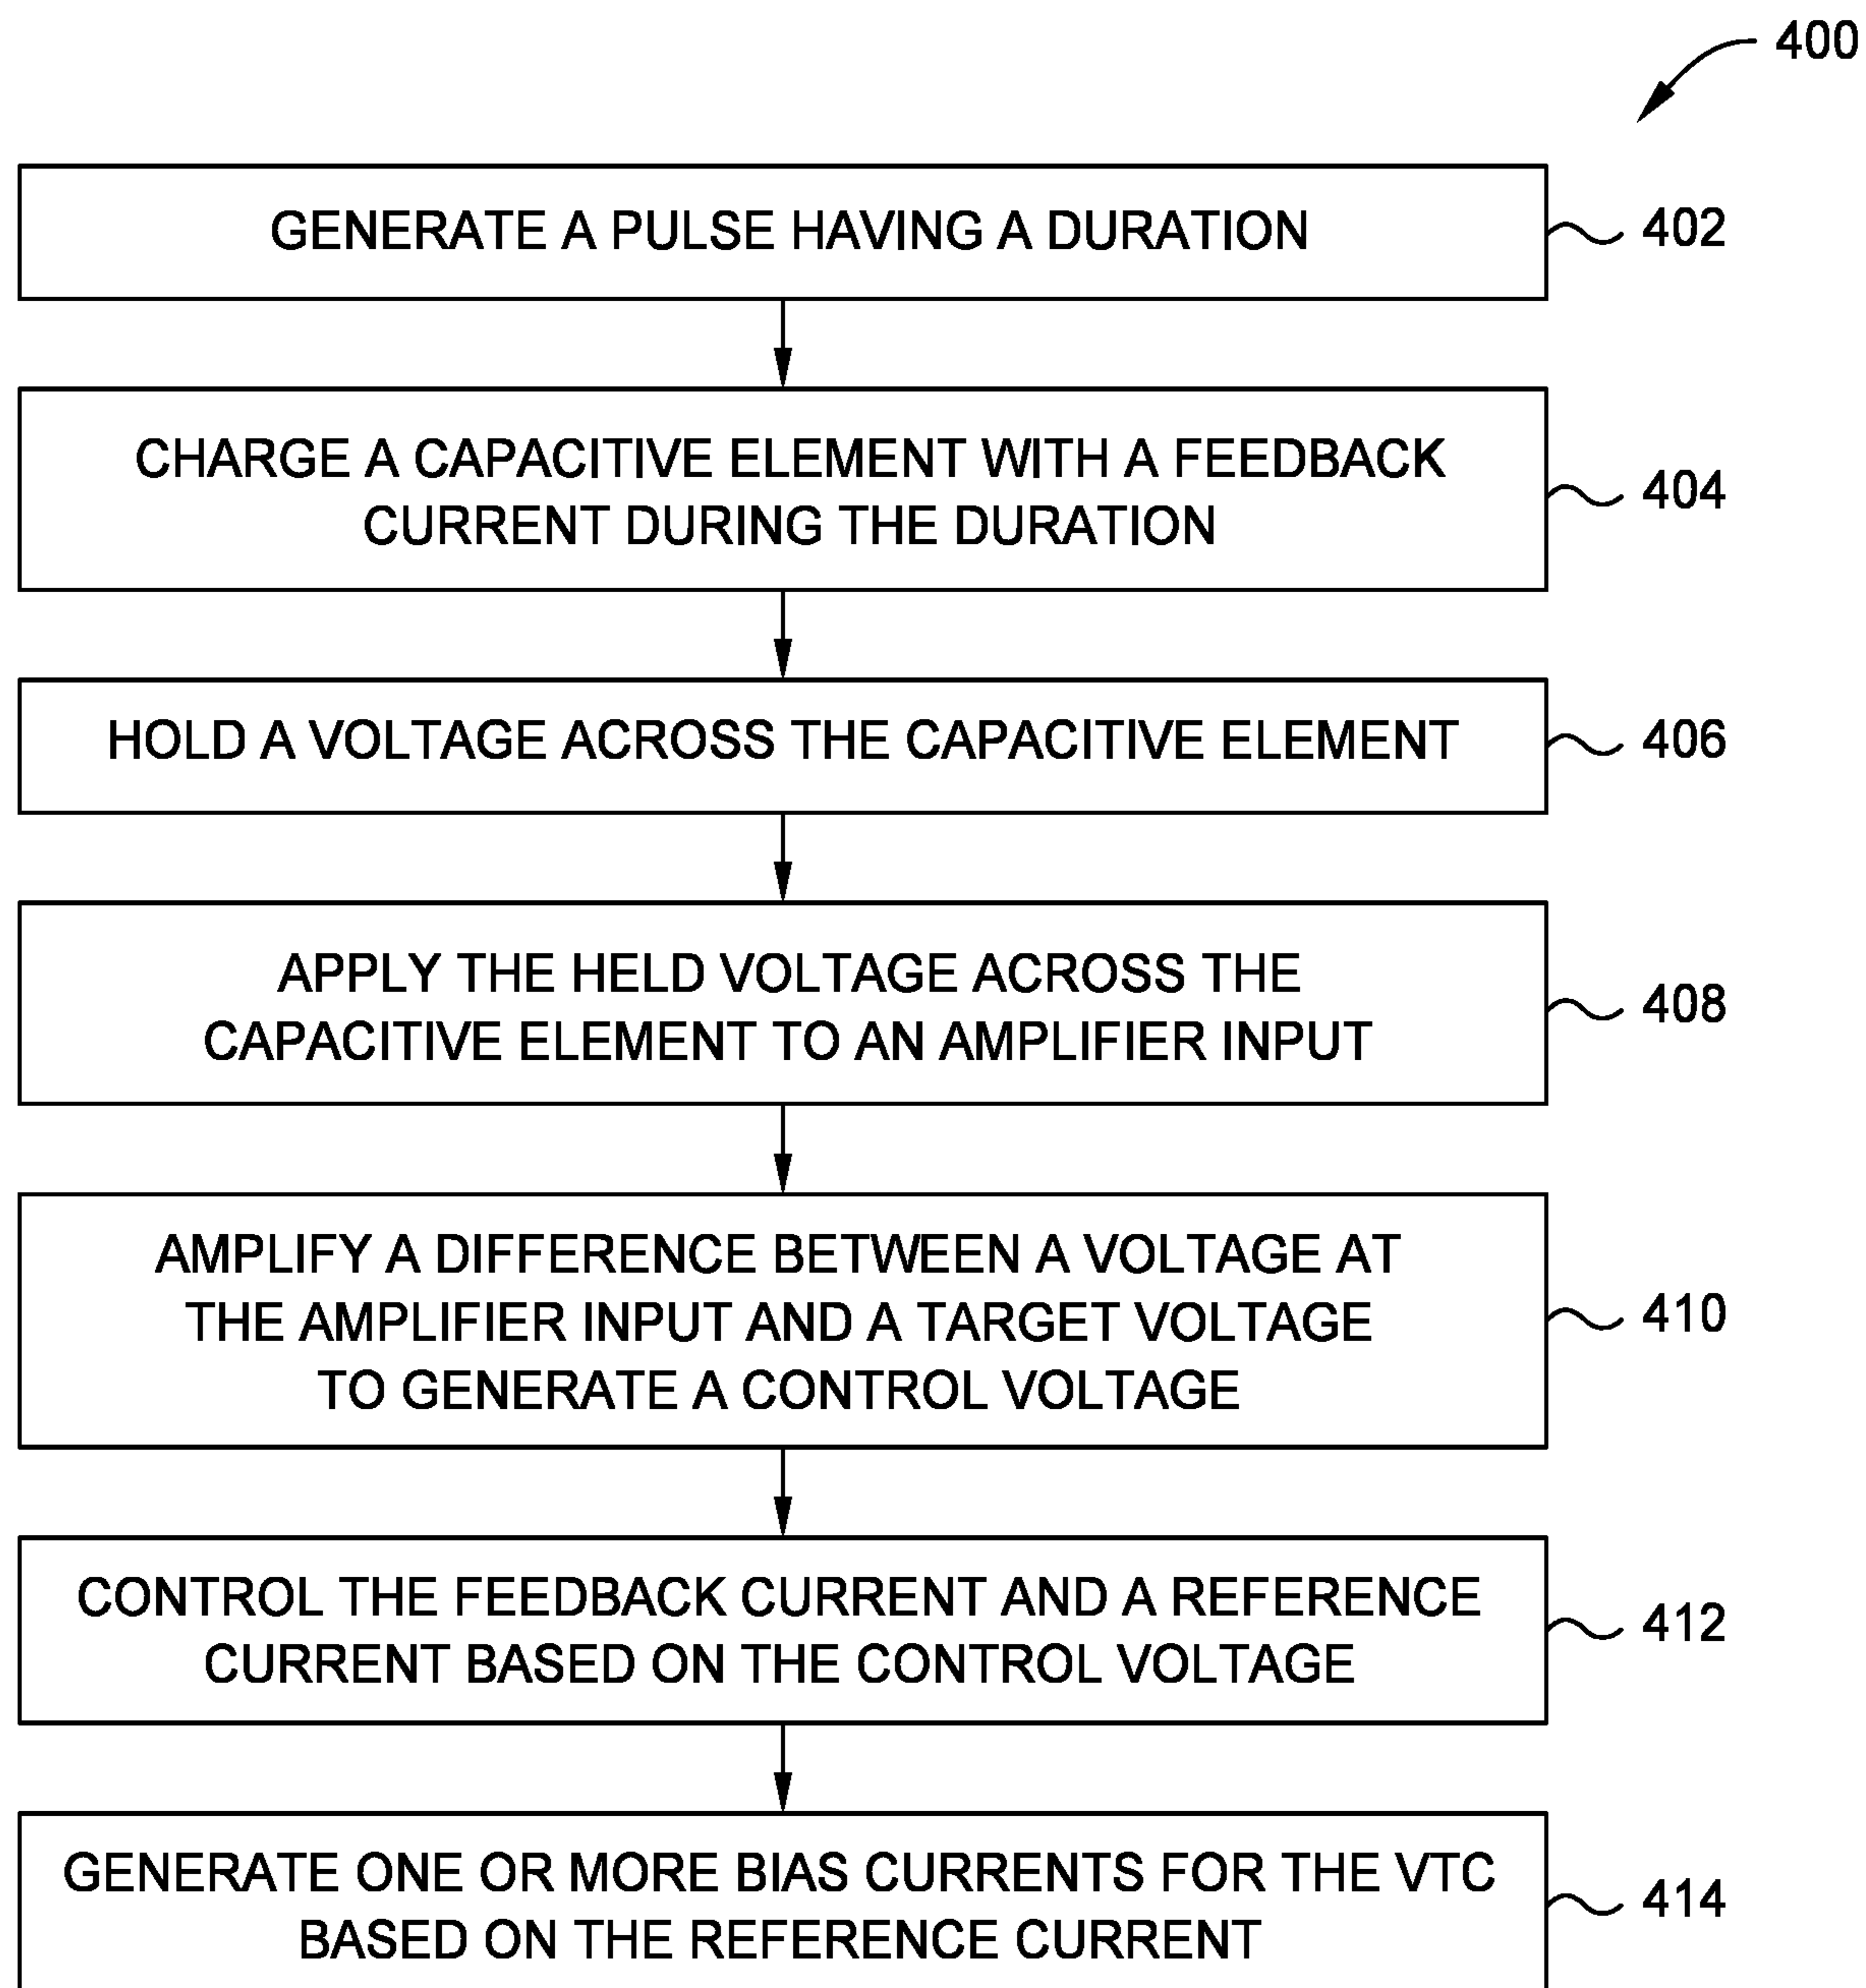 400
GENERATE A PULSE HAVING A DURATION
402
CHARGE A CAPACITIVE ELEMENT WITH A FEEDBACK
CURRENT DURING THE DURATION
404
HOLD A VOLTAGE ACROSS THE CAPACITIVE ELEMENT
406
APPLY THE HELD VOLTAGE ACROSS THE
CAPACITIVE ELEMENT TO AN AMPLIFIER INPUT
408
AMPLIFY A DIFFERENCE BETWEEN A VOLTAGE AT
THE AMPLIFIER INPUT AND A TARGET VOLTAGE
TO GENERATE A CONTROL VOLTAGE
410
CONTROL THE FEEDBACK CURRENT AND A REFERENCE
CURRENT BASED ON THE CONTROL VOLTAGE
412
GENERATE ONE OR MORE BIAS CURRENTS FOR THE VTC
BASED ON THE REFERENCE CURRENT
414